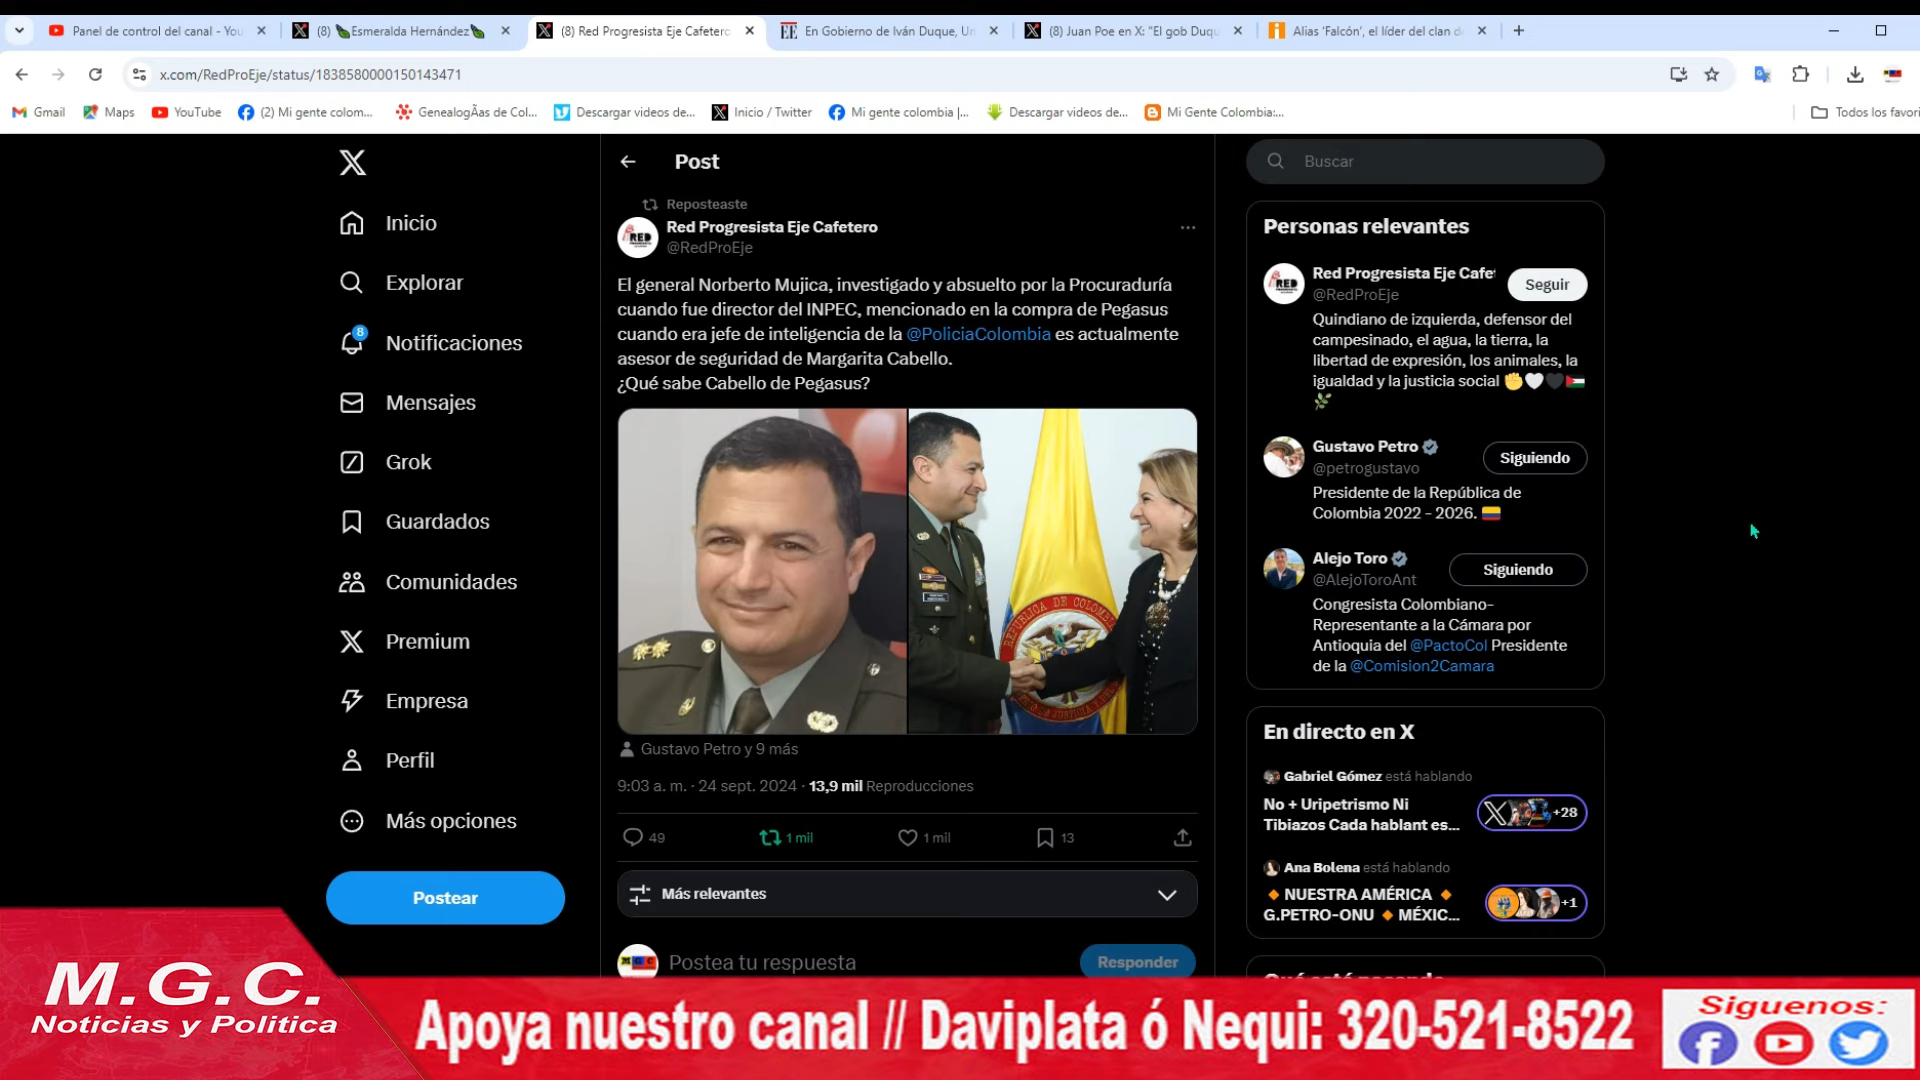 Panel de control del canal - You
(8) Esmeralda Hernández
(8) Red Progresista Eje Cafetero
En Gobierno de Iván Duque, Un
(8) Juan Poe en X: "El gob Duqu
Alias 'Falcón', el líder del clan d
x.com/RedProEje/status/1838580000150143471
Gmail
Maps
YouTube
(2) Mi gente colom...
GenealogÃas de Col...
Descargar videos de...
Inicio / Twitter
Mi gente colombia |...
Descargar videos de...
Mi Gente Colombia:...
Todos los favori
Inicio
Explorar
8
Notificaciones
Mensajes
Grok
Guardados
Comunidades
Premium
Empresa
Perfil
Más opciones
Postear
Post
Reposteaste
RED
Red Progresista Eje Cafetero
@RedProEje
El general Norberto Mujica, investigado y absuelto por la Procuraduría
cuando fue director del INPEC, mencionado en la compra de Pegasus
cuando era jefe de inteligencia de la @PoliciaColombia es actualmente
asesor de seguridad de Margarita Cabello.
¿Qué sabe Cabello de Pegasus?
REPUBLICA DE COLOMBIA
Gustavo Petro y 9 más
9:03 a. m. · 24 sept. 2024 · 13,9 mil Reproducciones
49
1 mil
1 mil
13
Más relevantes
M G C
Postea tu respuesta
Responder
Buscar
Personas relevantes
RED
Red Progresista Eje Cafe
@RedProEje
Seguir
Quindiano de izquierda, defensor del
campesinado, el agua, la tierra, la
libertad de expresión, los animales, la
igualdad y la justicia social
Gustavo Petro
@petrogustavo
Siguiendo
Presidente de la República de
Colombia 2022 - 2026.
Alejo Toro
@AlejoToroAnt
Siguiendo
Congresista Colombiano-
Representante a la Cámara por
Antioquia del @PactoCol Presidente
de la @Comision2Camara
En directo en X
Gabriel Gómez está hablando
No + Uripetrismo Ni
Tibiazos Cada hablant es...
+28
Ana Bolena está hablando
NUESTRA AMÉRICA
G.PETRO-ONU MÉXIC...
+1
Qué está pasando
M.G.C.
Noticias y Politica
Apoya nuestro canal // Daviplata ó Nequi: 320-521-8522
Siguenos: